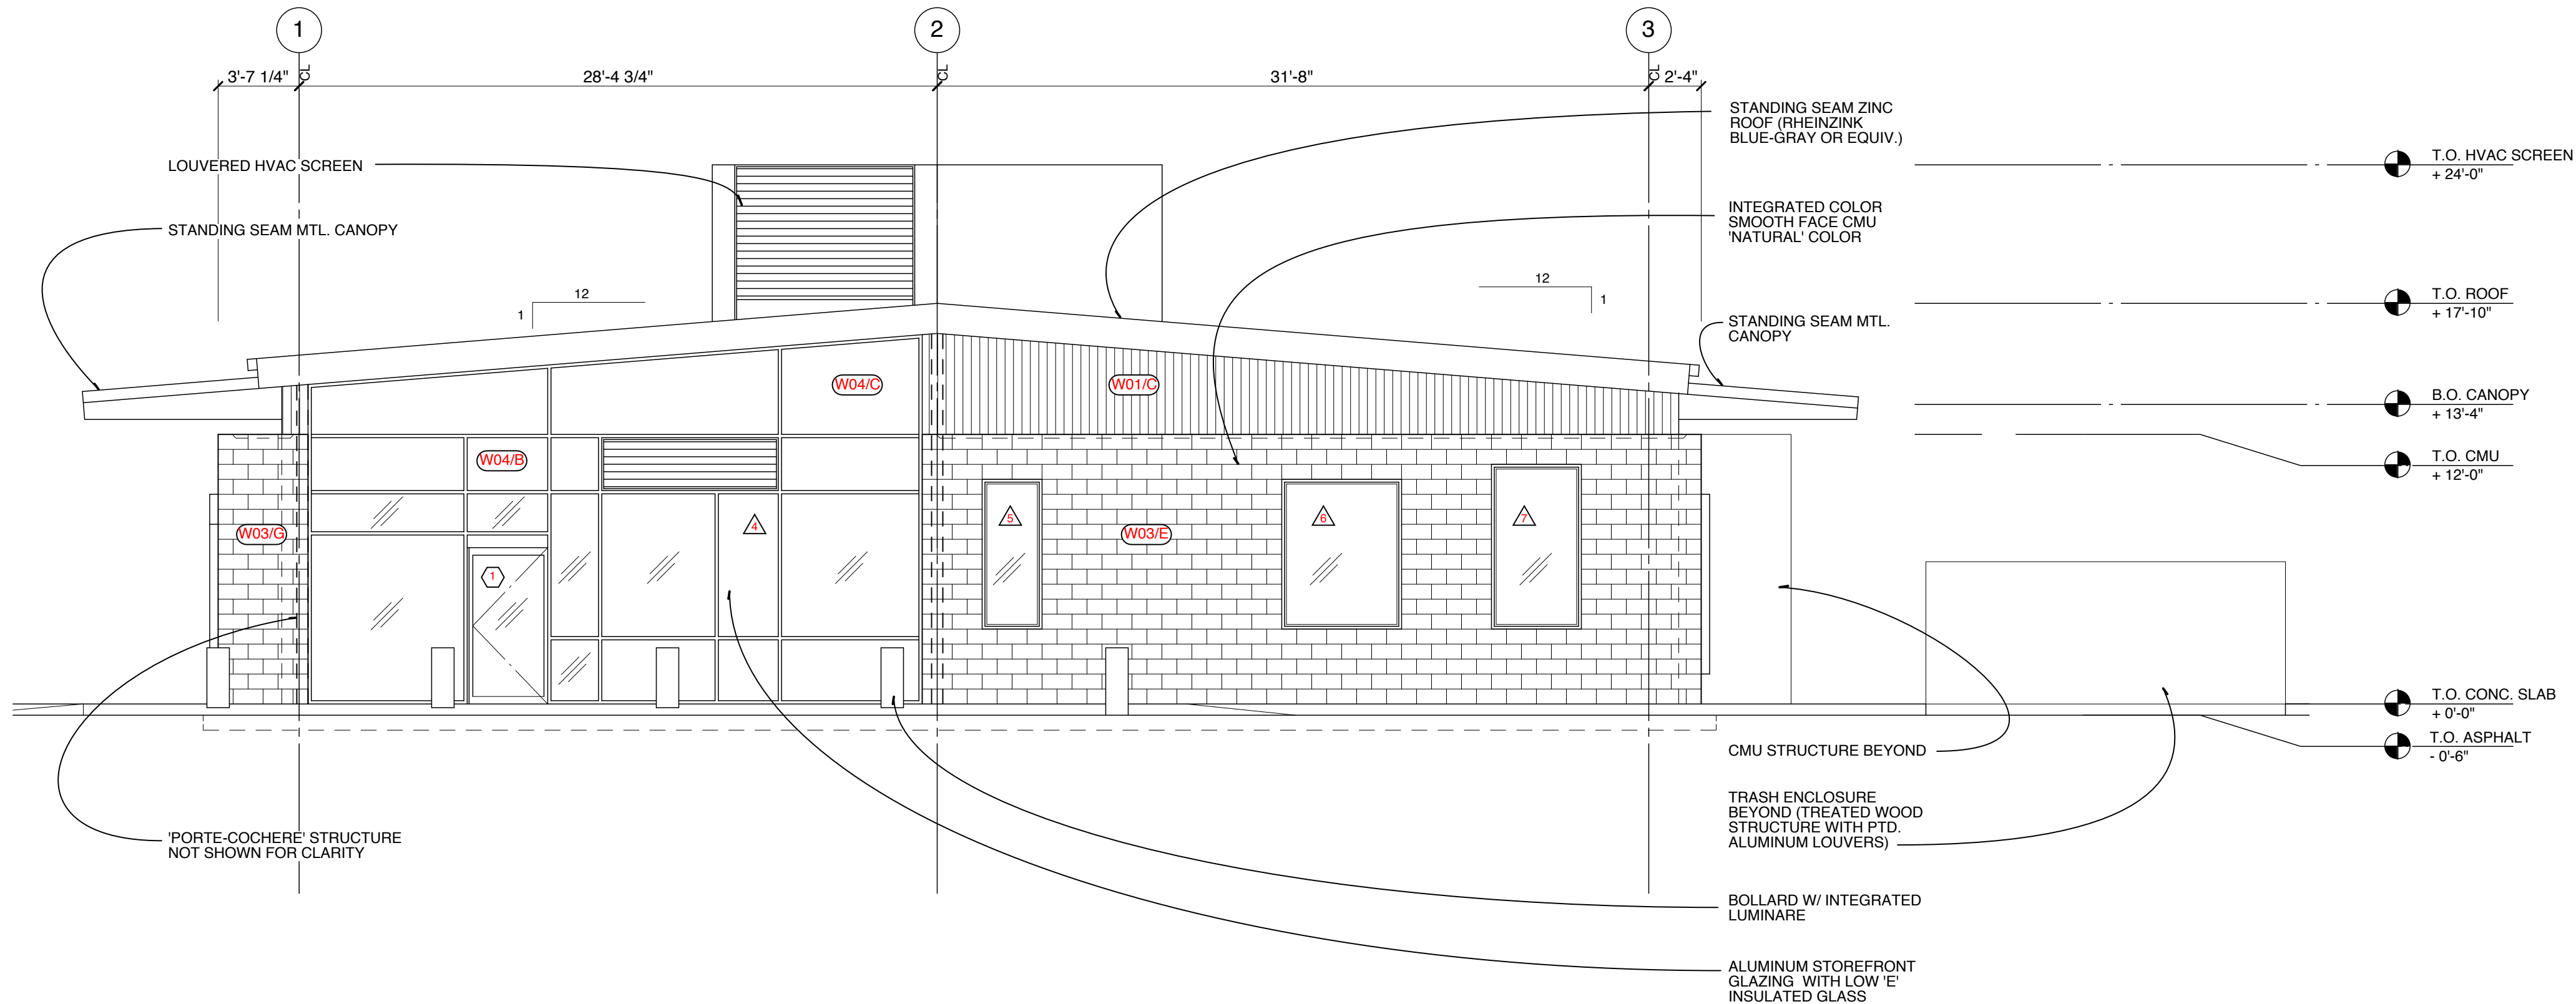 1
2
3
3'-7 1/4"
CL
28'-4 3/4"
CL
31'-8"
CL
2'-4"
STANDING SEAM ZINC
ROOF (RHEINZINK
BLUE-GRAY OR EQUIV.)
LOUVERED HVAC SCREEN
T.O. HVAC SCREEN
+ 24'-0"
INTEGRATED COLOR
SMOOTH FACE CMU
'NATURAL' COLOR
STANDING SEAM MTL. CANOPY
12
1
12
1
T.O. ROOF
+ 17'-10"
STANDING SEAM MTL.
CANOPY
W04/C
W01/C
B.O. CANOPY
+ 13'-4"
W04/B
T.O. CMU
+ 12'-0"
W03/G
4
5
W03/E
6
7
1
T.O. CONC. SLAB
+ 0'-0"
T.O. ASPHALT
- 0'-6"
CMU STRUCTURE BEYOND
TRASH ENCLOSURE
BEYOND (TREATED WOOD
STRUCTURE WITH PTD.
ALUMINUM LOUVERS)
'PORTE-COCHERE' STRUCTURE
NOT SHOWN FOR CLARITY
BOLLARD W/ INTEGRATED
LUMINARE
ALUMINUM STOREFRONT
GLAZING WITH LOW 'E'
INSULATED GLASS